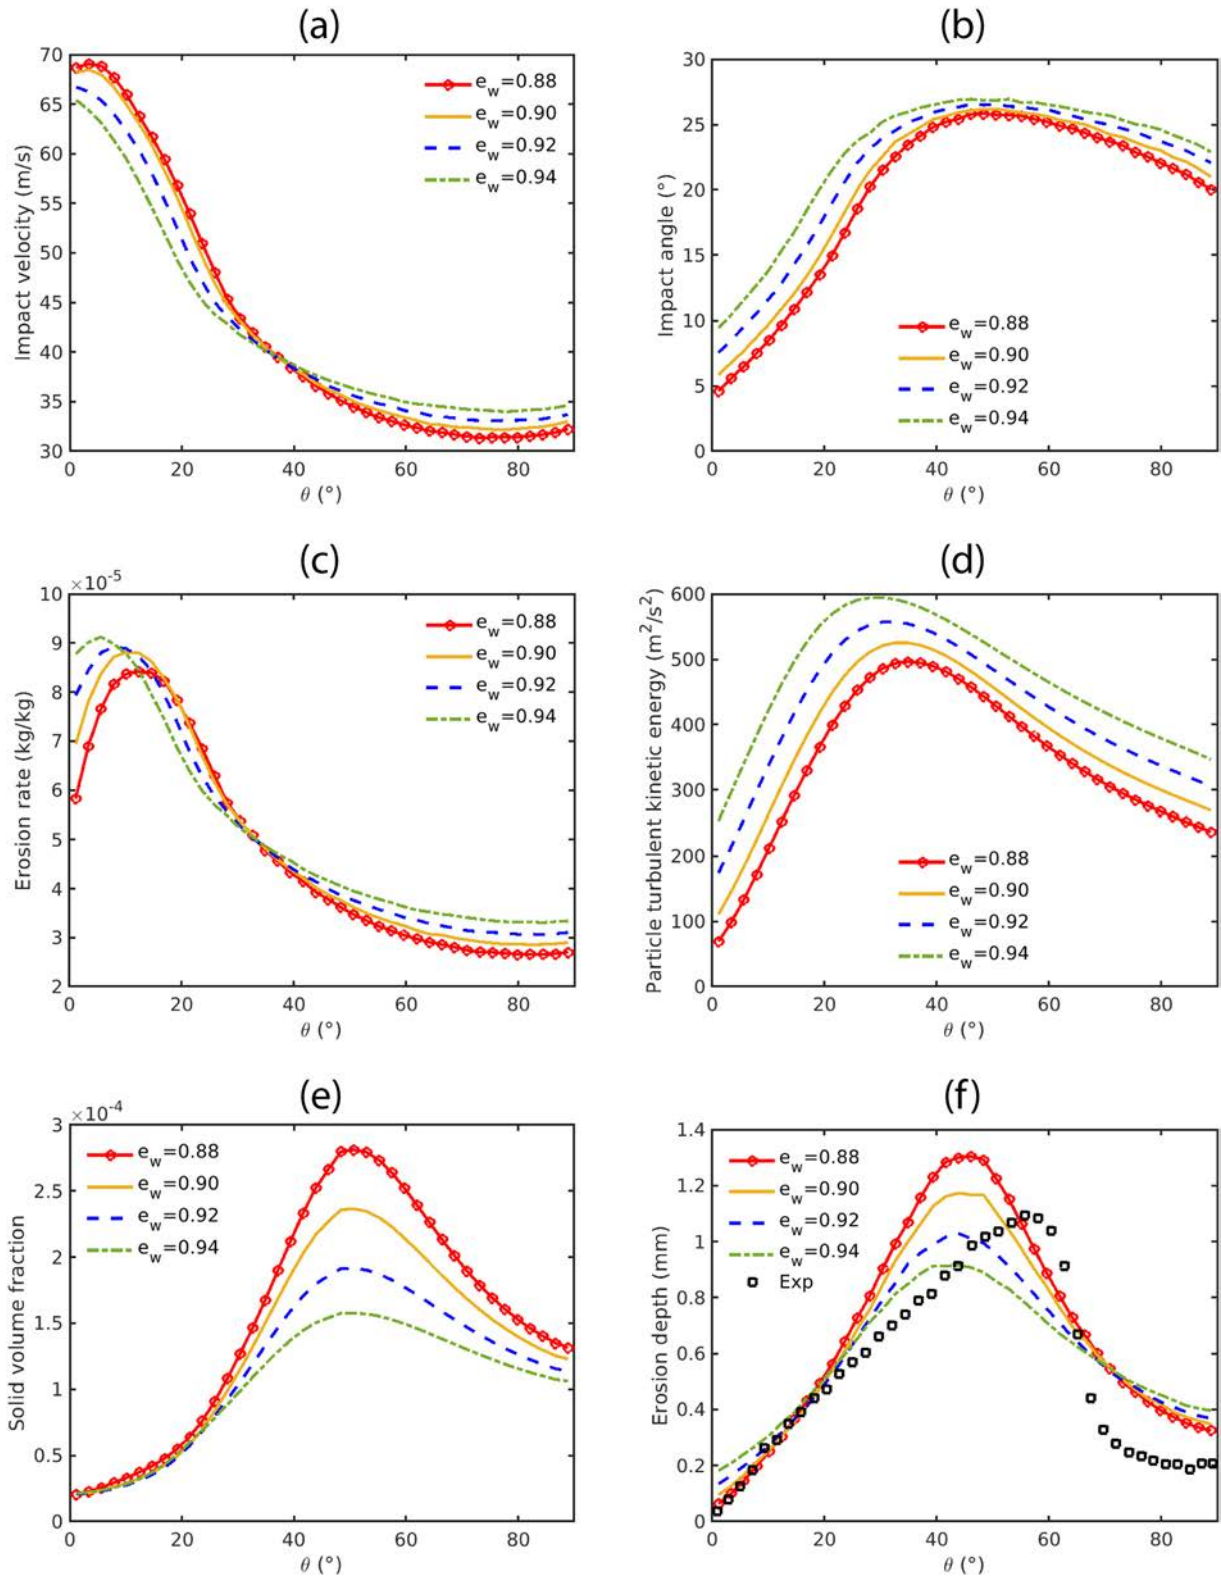 (a)
70
65
60
55
50
45
40
35
30
0
20
40
60
80
Impact velocity (m/s)
θ (°)
e_w=0.88
e_w=0.90
e_w=0.92
e_w=0.94
(b)
30
25
20
15
10
5
0
0
20
40
60
80
Impact angle (°)
θ (°)
e_w=0.88
e_w=0.90
e_w=0.92
e_w=0.94
(c)
×10^-5
10
9
8
7
6
5
4
3
2
0
20
40
60
80
Erosion rate (kg/kg)
θ (°)
e_w=0.88
e_w=0.90
e_w=0.92
e_w=0.94
(d)
600
500
400
300
200
100
0
0
20
40
60
80
Particle turbulent kinetic energy (m²/s²)
θ (°)
e_w=0.88
e_w=0.90
e_w=0.92
e_w=0.94
(e)
×10^-4
3
2.5
2
1.5
1
0.5
0
0
20
40
60
80
Solid volume fraction
θ (°)
e_w=0.88
e_w=0.90
e_w=0.92
e_w=0.94
(f)
1.4
1.2
1
0.8
0.6
0.4
0.2
0
0
20
40
60
80
Erosion depth (mm)
θ (°)
e_w=0.88
e_w=0.90
e_w=0.92
e_w=0.94
Exp